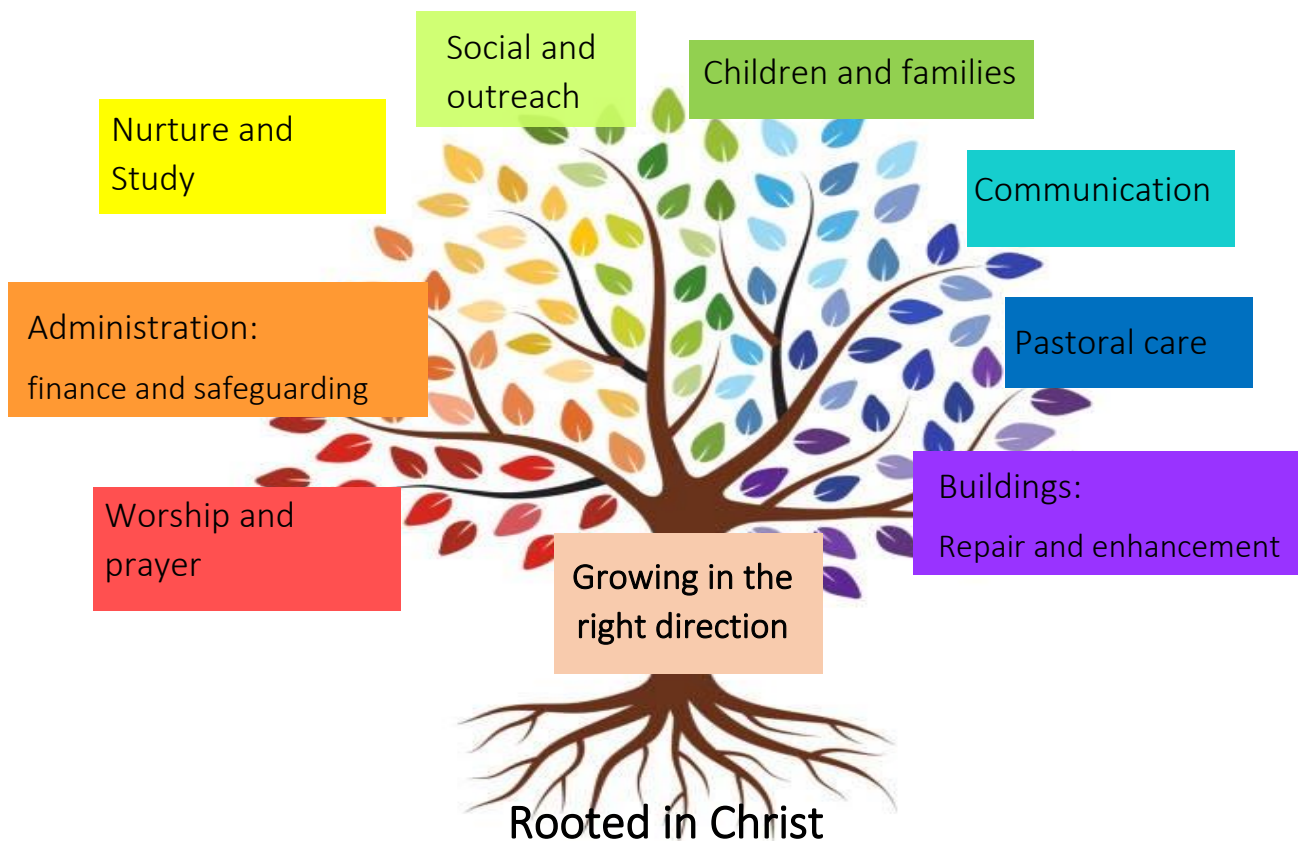 Social and
outreach
Children and families
Nurture and
Study
Communication
Administration:
finance and safeguarding
Pastoral care
Worship and
prayer
Buildings:
Repair and enhancement
Growing in the
right direction
Rooted in Christ